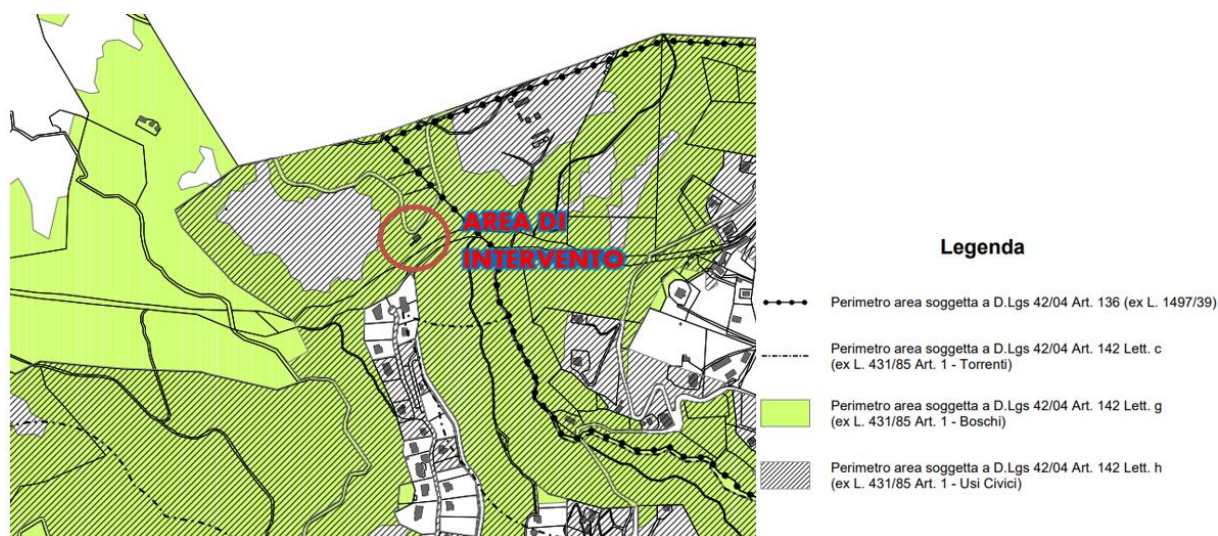 AREA DI
INTERVENTO
Legenda
Perimetro area soggetta a D.Lgs 42/04 Art. 136 (ex L. 1497/39)
Perimetro area soggetta a D.Lgs 42/04 Art. 142 Lett. c
(ex L. 431/85 Art. 1 - Torrenti)
Perimetro area soggetta a D.Lgs 42/04 Art. 142 Lett. g
(ex L. 431/85 Art. 1 - Boschi)
Perimetro area soggetta a D.Lgs 42/04 Art. 142 Lett. h
(ex L. 431/85 Art. 1 - Usi Civici)